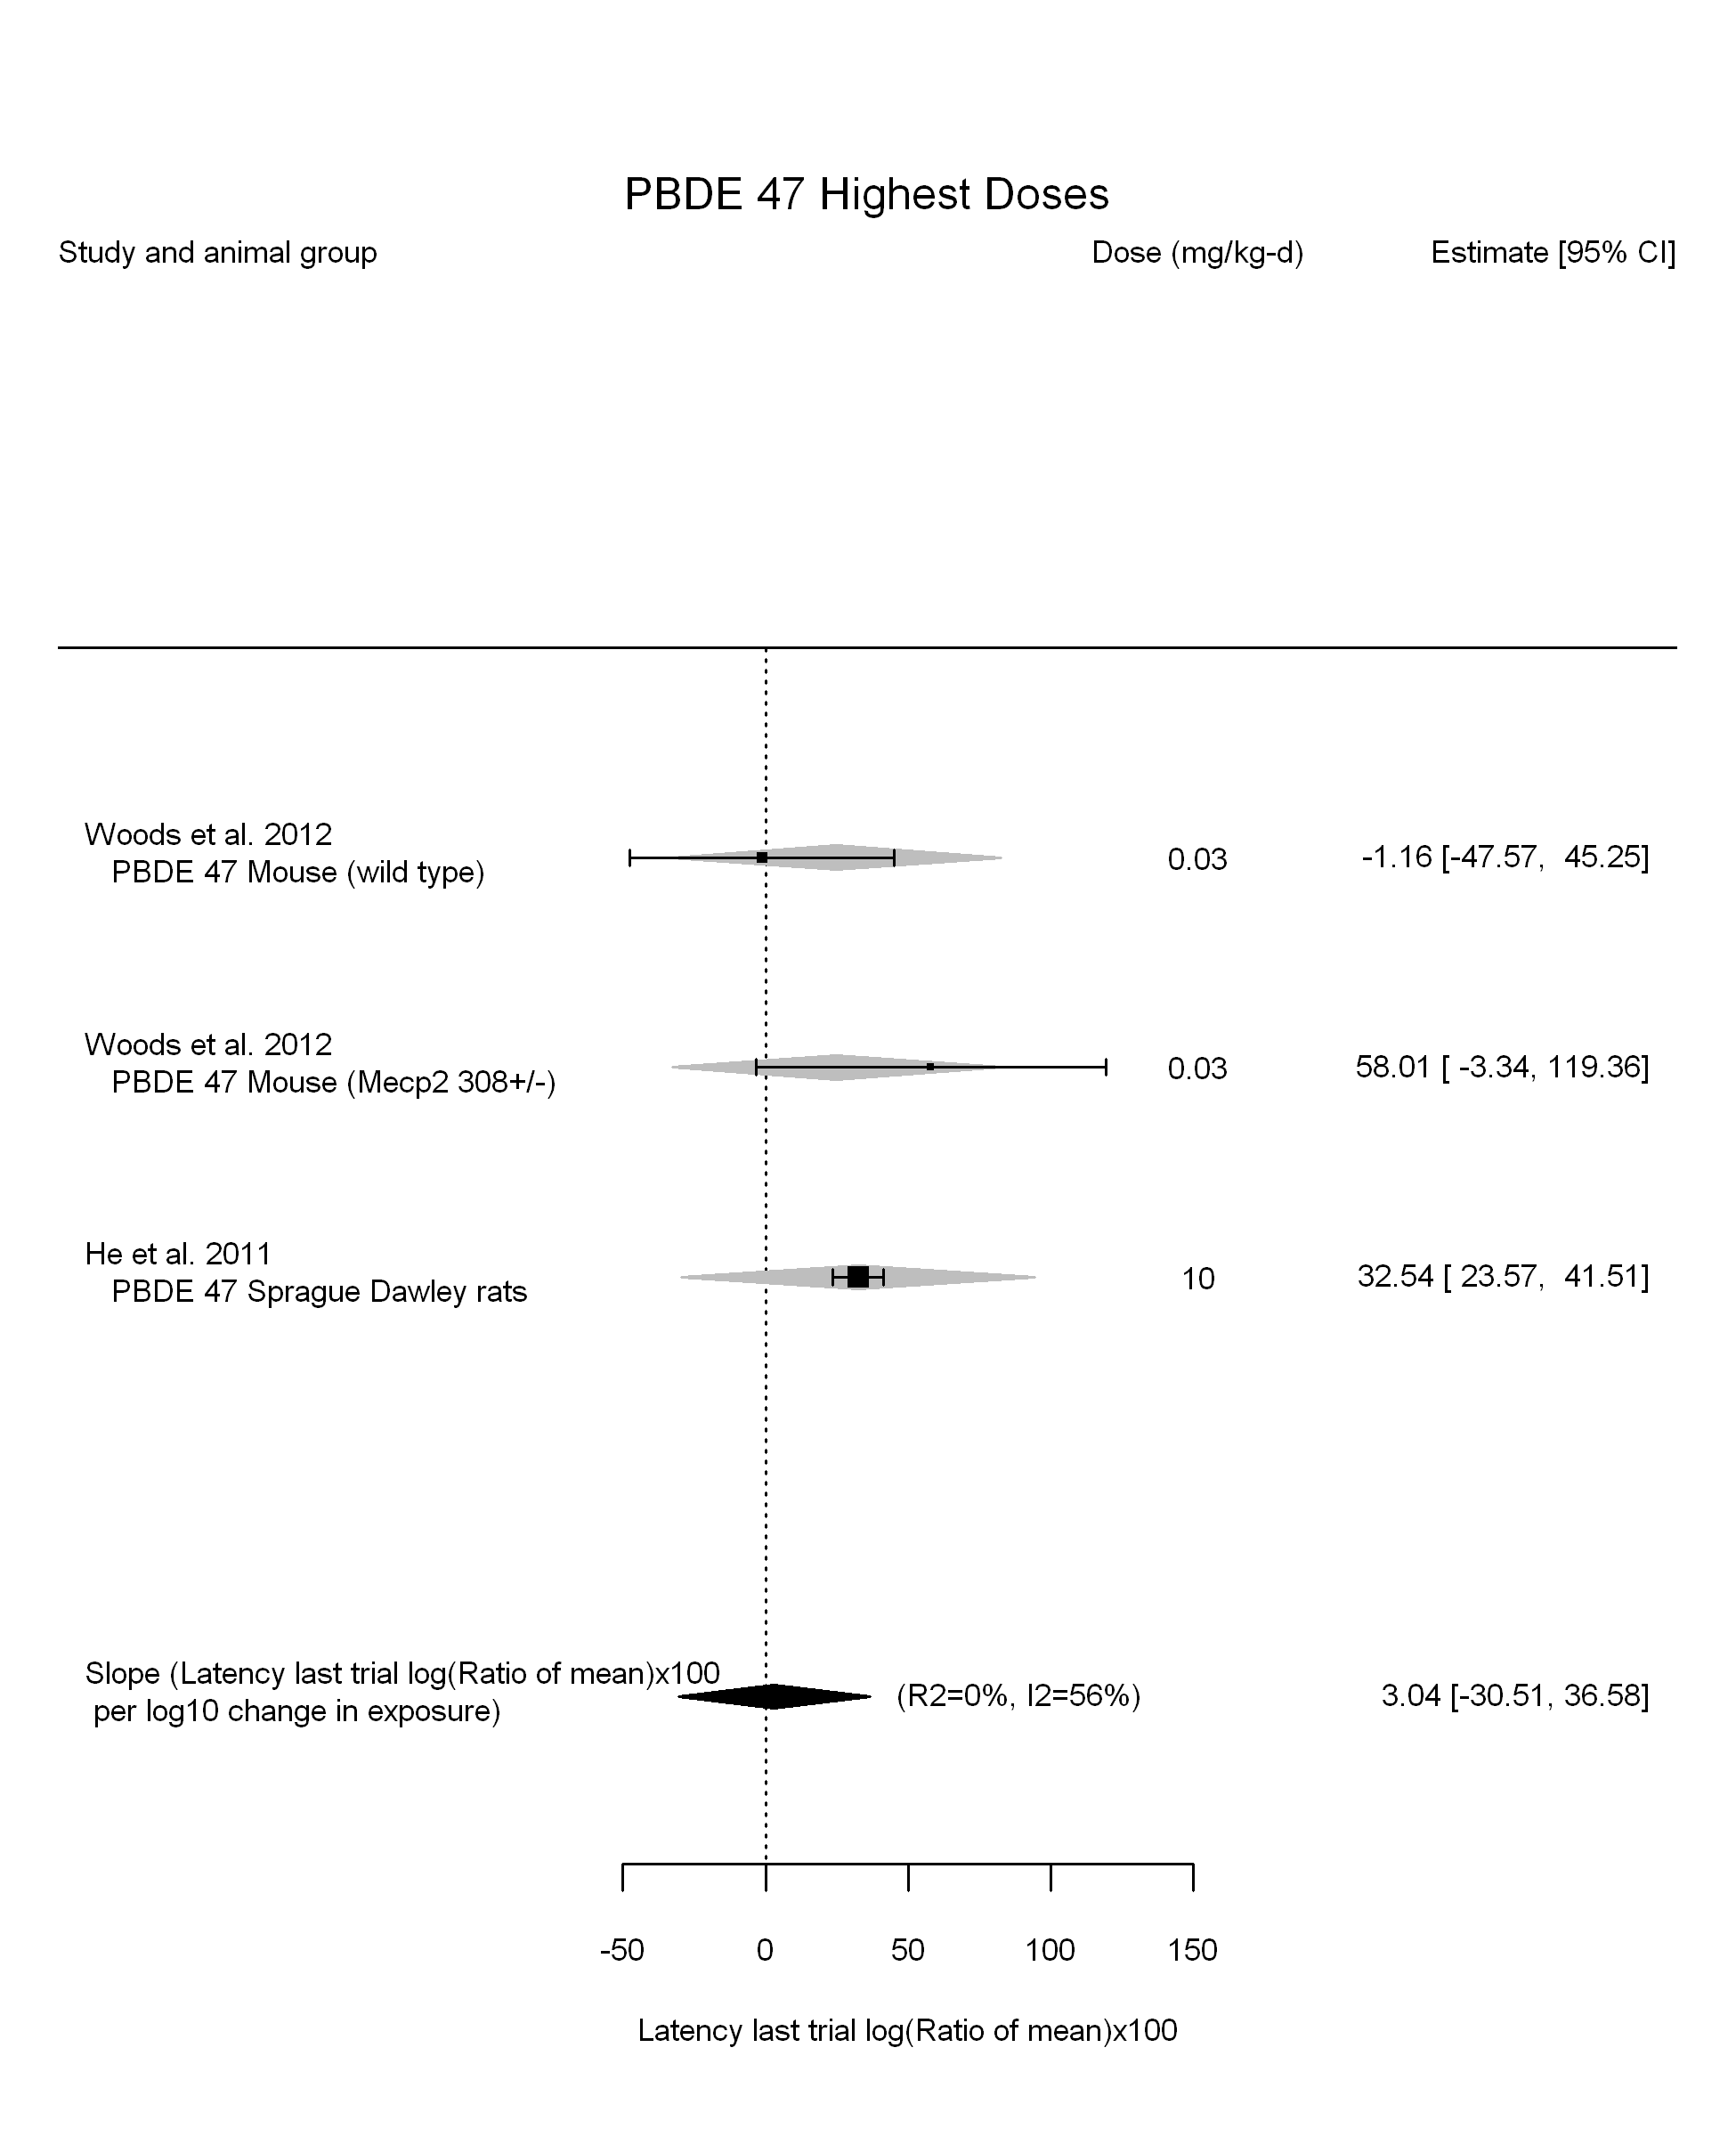 PBDE 47 Highest Doses
Study and animal group Dose (mg/kg-d) Estimate [95% CI]
Woods et al. 2012
PBDE 47 Mouse (wild type) 0.03 -1.16 [-47.57, 45.25]
Woods et al. 2012
PBDE 47 Mouse (Mecp2 308+/-) 0.03 58.01 [ -3.34, 119.36]
He et al. 2011
PBDE 47 Sprague Dawley rats 10 32.54 [ 23.57, 41.51]
Slope (Latency last trial log(Ratio of mean)x100
per log10 change in exposure) (R2=0%, I2=56%) 3.04 [-30.51, 36.58]
-50 0 50 100 150
Latency last trial log(Ratio of mean)x100